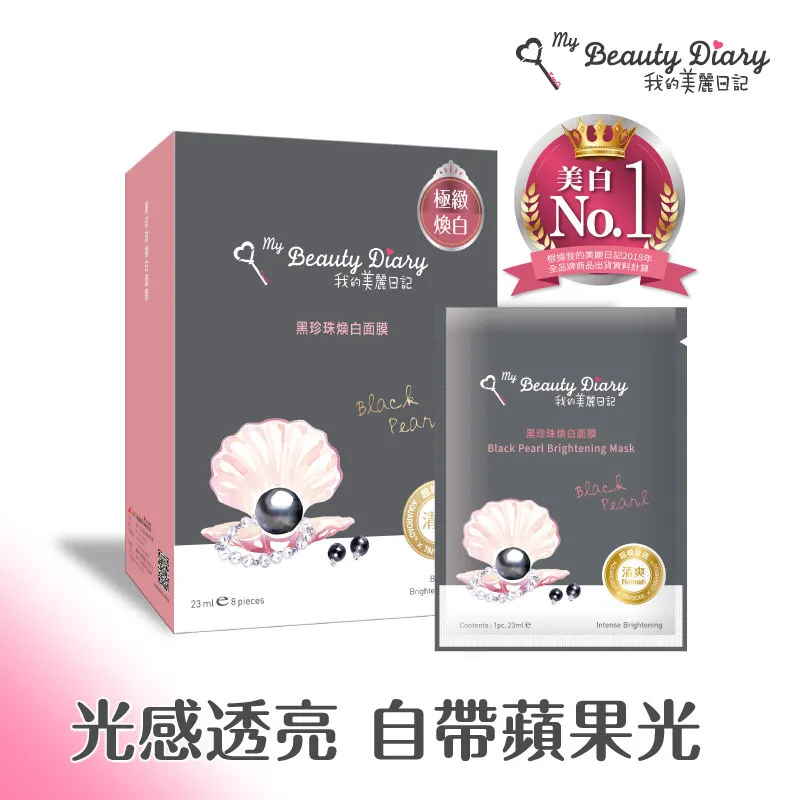 My Beauty Diary
我的美麗日記
美白
No.1
根據我的美麗日記2018年
全品牌商品出貨資料計算
極緻
煥白
My Beauty Diary
我的美麗日記
黑珍珠煥白面膜
Black
Pearl
23 ml e 8 pieces
My Beauty Diary
我的美麗日記
黑珍珠煥白面膜
Black Pearl Brightening Mask
Black
Pearl
清爽
Refresh
Contents : 1pc, 23ml e
Intense Brightening
光感透亮 自帶蘋果光